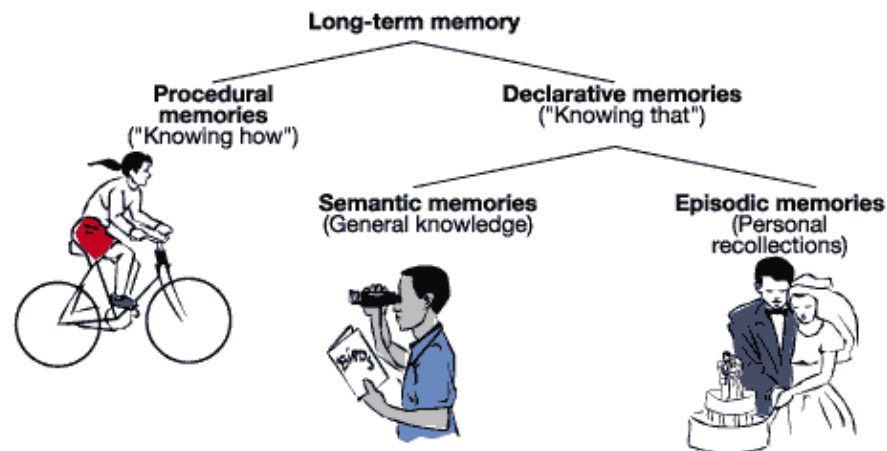 Long-term memory
Procedural
memories
("Knowing how")
Declarative memories
("Knowing that")
Semantic memories
(General knowledge)
Episodic memories
(Personal
recollections)
Birds